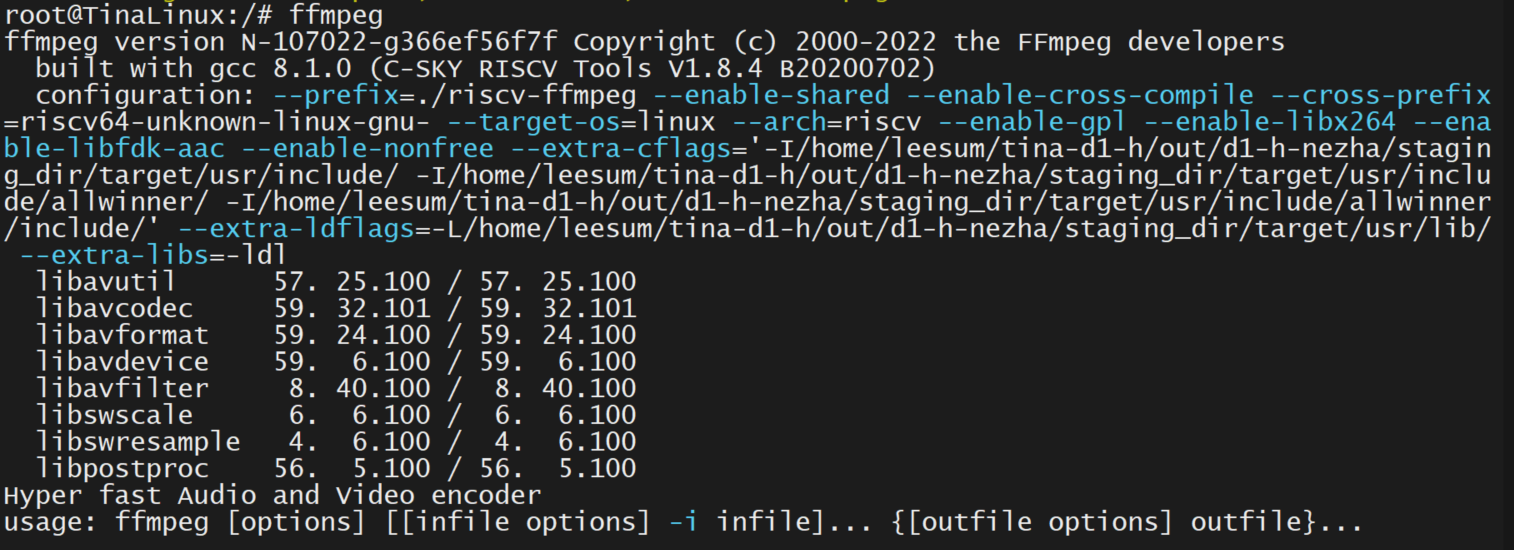 root@TinaLinux:/# ffmpeg
ffmpeg version N-107022-g366ef56f7f Copyright (c) 2000-2022 the FFmpeg developers
  built with gcc 8.1.0 (C-SKY RISCV Tools V1.8.4 B20200702)
  configuration: --prefix=./riscv-ffmpeg --enable-shared --enable-cross-compile --cross-prefix
=riscv64-unknown-linux-gnu- --target-os=linux --arch=riscv --enable-gpl --enable-libx264 --ena
ble-libfdk-aac --enable-nonfree --extra-cflags='-I/home/leesum/tina-d1-h/out/d1-h-nezha/stagin
g_dir/target/usr/include/ -I/home/leesum/tina-d1-h/out/d1-h-nezha/staging_dir/target/usr/inclu
de/allwinner/ -I/home/leesum/tina-d1-h/out/d1-h-nezha/staging_dir/target/usr/include/allwinner
/include/' --extra-ldflags=-L/home/leesum/tina-d1-h/out/d1-h-nezha/staging_dir/target/usr/lib/
 --extra-libs=-ldl
  libavutil      57. 25.100 / 57. 25.100
  libavcodec     59. 32.101 / 59. 32.101
  libavformat    59. 24.100 / 59. 24.100
  libavdevice    59.  6.100 / 59.  6.100
  libavfilter     8. 40.100 /  8. 40.100
  libswscale      6.  6.100 /  6.  6.100
  libswresample   4.  6.100 /  4.  6.100
  libpostproc    56.  5.100 / 56.  5.100
Hyper fast Audio and Video encoder
usage: ffmpeg [options] [[infile options] -i infile]... {[outfile options] outfile}...